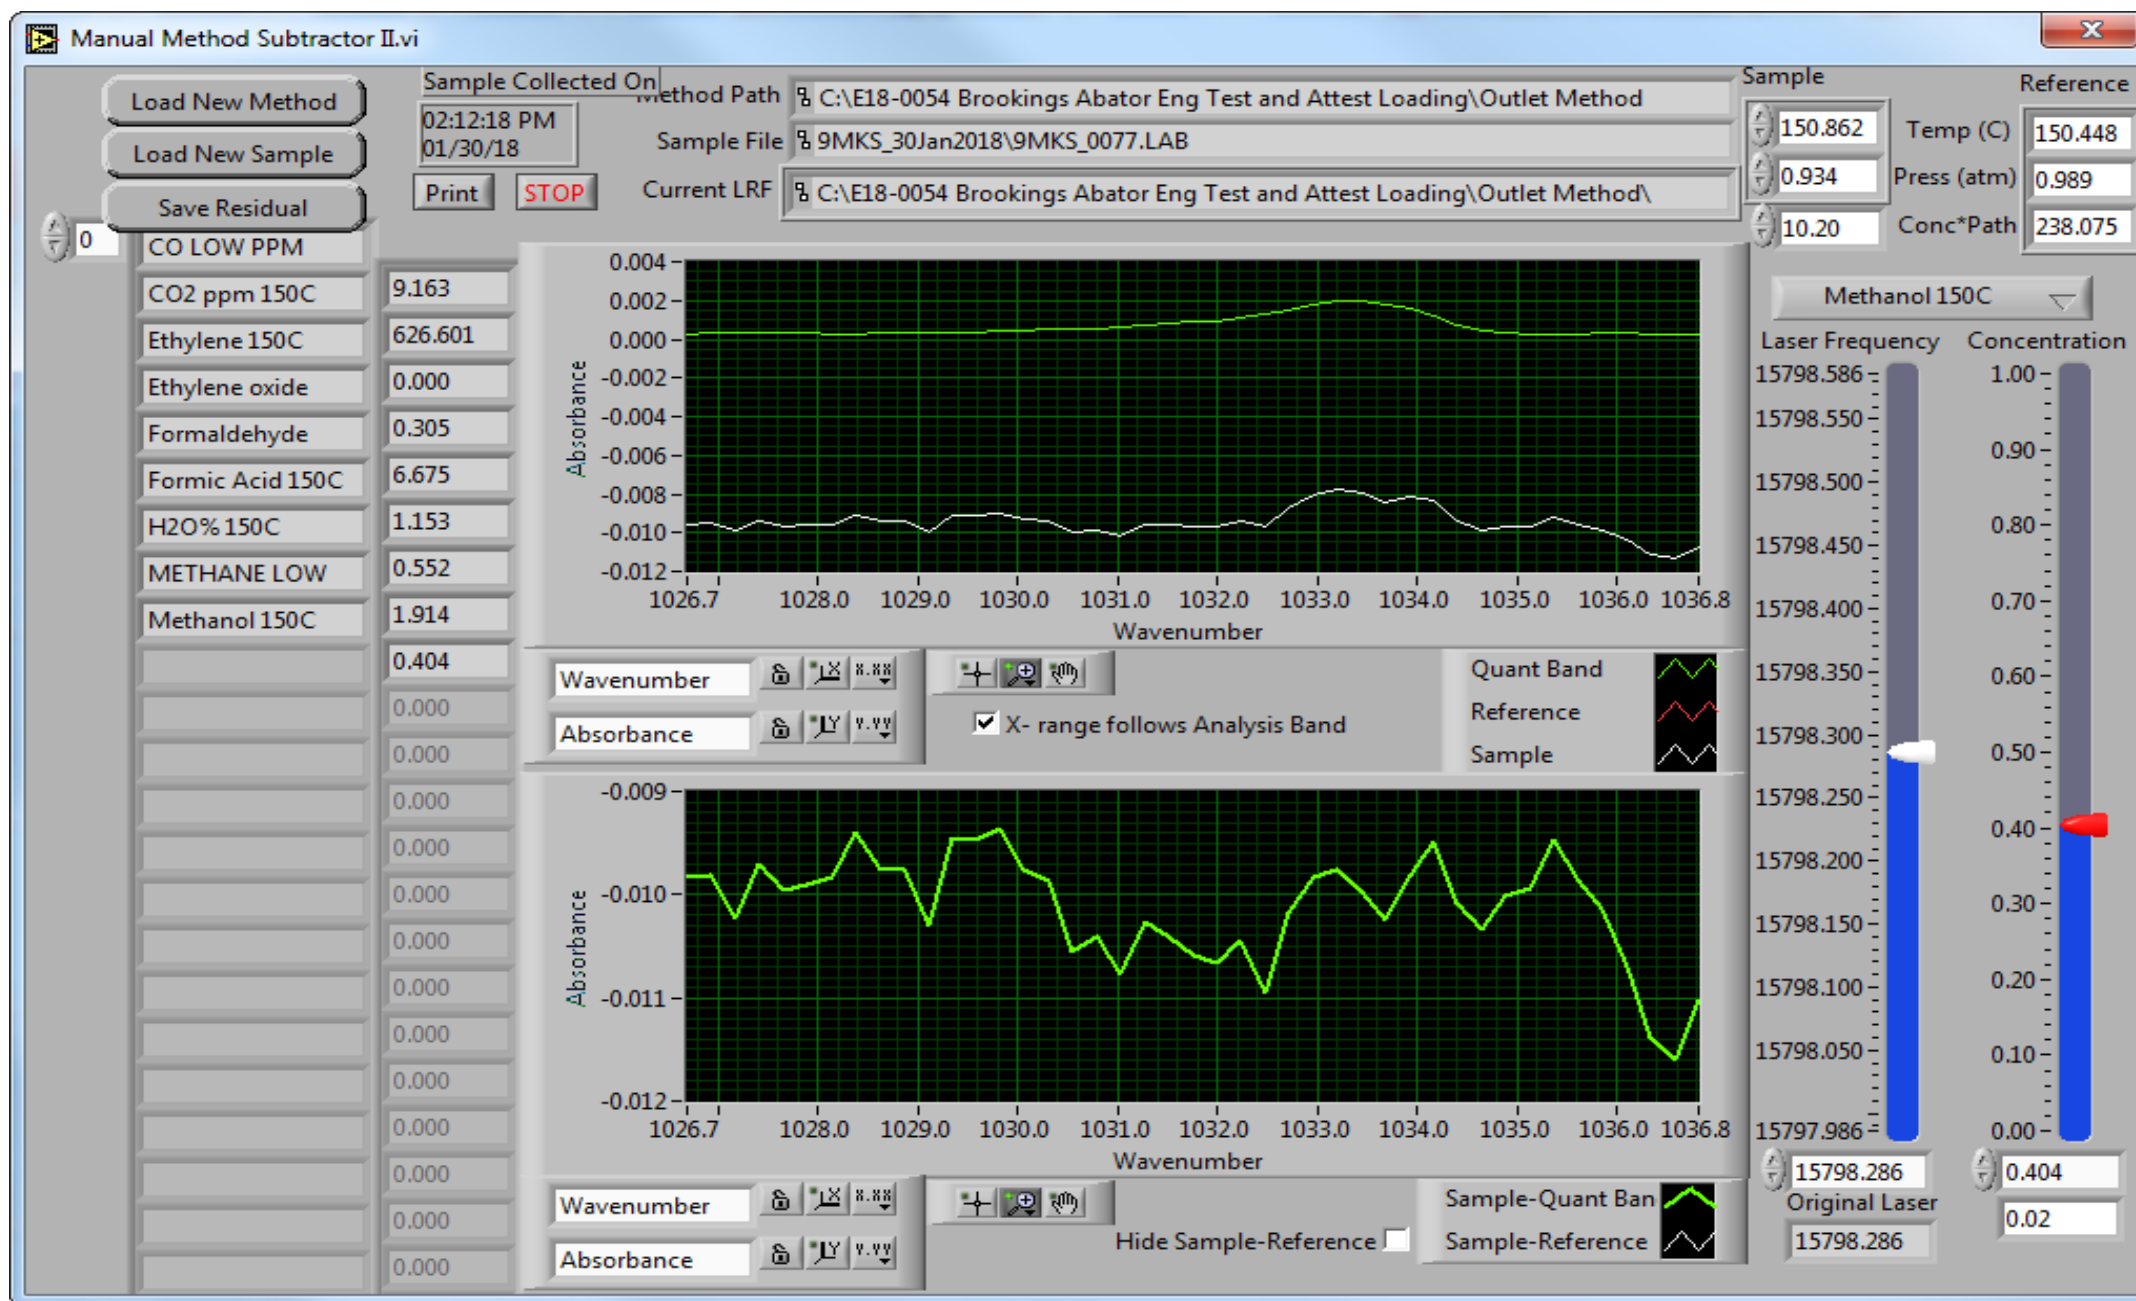 Manual Method Subtractor II.vi
Load New Method
Load New Sample
Save Residual
Sample Collected On
02:12:18 PM
01/30/18
Print STOP
Method Path C:\E18-0054 Brookings Abator Eng Test and Attest Loading\Outlet Method
Sample File 9MKS_30Jan2018\9MKS_0077.LAB
Current LRF C:\E18-0054 Brookings Abator Eng Test and Attest Loading\Outlet Method\
Sample Reference
150.862 Temp (C) 150.448
0.934 Press (atm) 0.989
10.20 Conc*Path 238.075
0
CO LOW PPM
CO2 ppm 150C
Ethylene 150C
Ethylene oxide
Formaldehyde
Formic Acid 150C
H2O% 150C
METHANE LOW
Methanol 150C
9.163
626.601
0.000
0.305
6.675
1.153
0.552
1.914
0.404
0.000
0.000
0.000
0.000
0.000
0.000
0.000
0.000
0.000
0.000
0.000
0.000
0.000
Absorbance
0.004
0.002
0.000
-0.002
-0.004
-0.006
-0.008
-0.010
-0.012
1026.7 1028.0 1029.0 1030.0 1031.0 1032.0 1033.0 1034.0 1035.0 1036.0 1036.8
Wavenumber
Wavenumber X.XX
Absorbance Y.YY
X- range follows Analysis Band
Quant Band
Reference
Sample
Absorbance
-0.009
-0.010
-0.011
-0.012
1026.7 1028.0 1029.0 1030.0 1031.0 1032.0 1033.0 1034.0 1035.0 1036.0 1036.8
Wavenumber
Wavenumber X.XX
Absorbance Y.YY
Hide Sample-Reference
Sample-Quant Ban
Sample-Reference
Methanol 150C
Laser Frequency
15798.586
15798.550
15798.500
15798.450
15798.400
15798.350
15798.300
15798.250
15798.200
15798.150
15798.100
15798.050
15797.986
15798.286
Original Laser
15798.286
Concentration
1.00
0.90
0.80
0.70
0.60
0.50
0.40
0.30
0.20
0.10
0.00
0.404
0.02